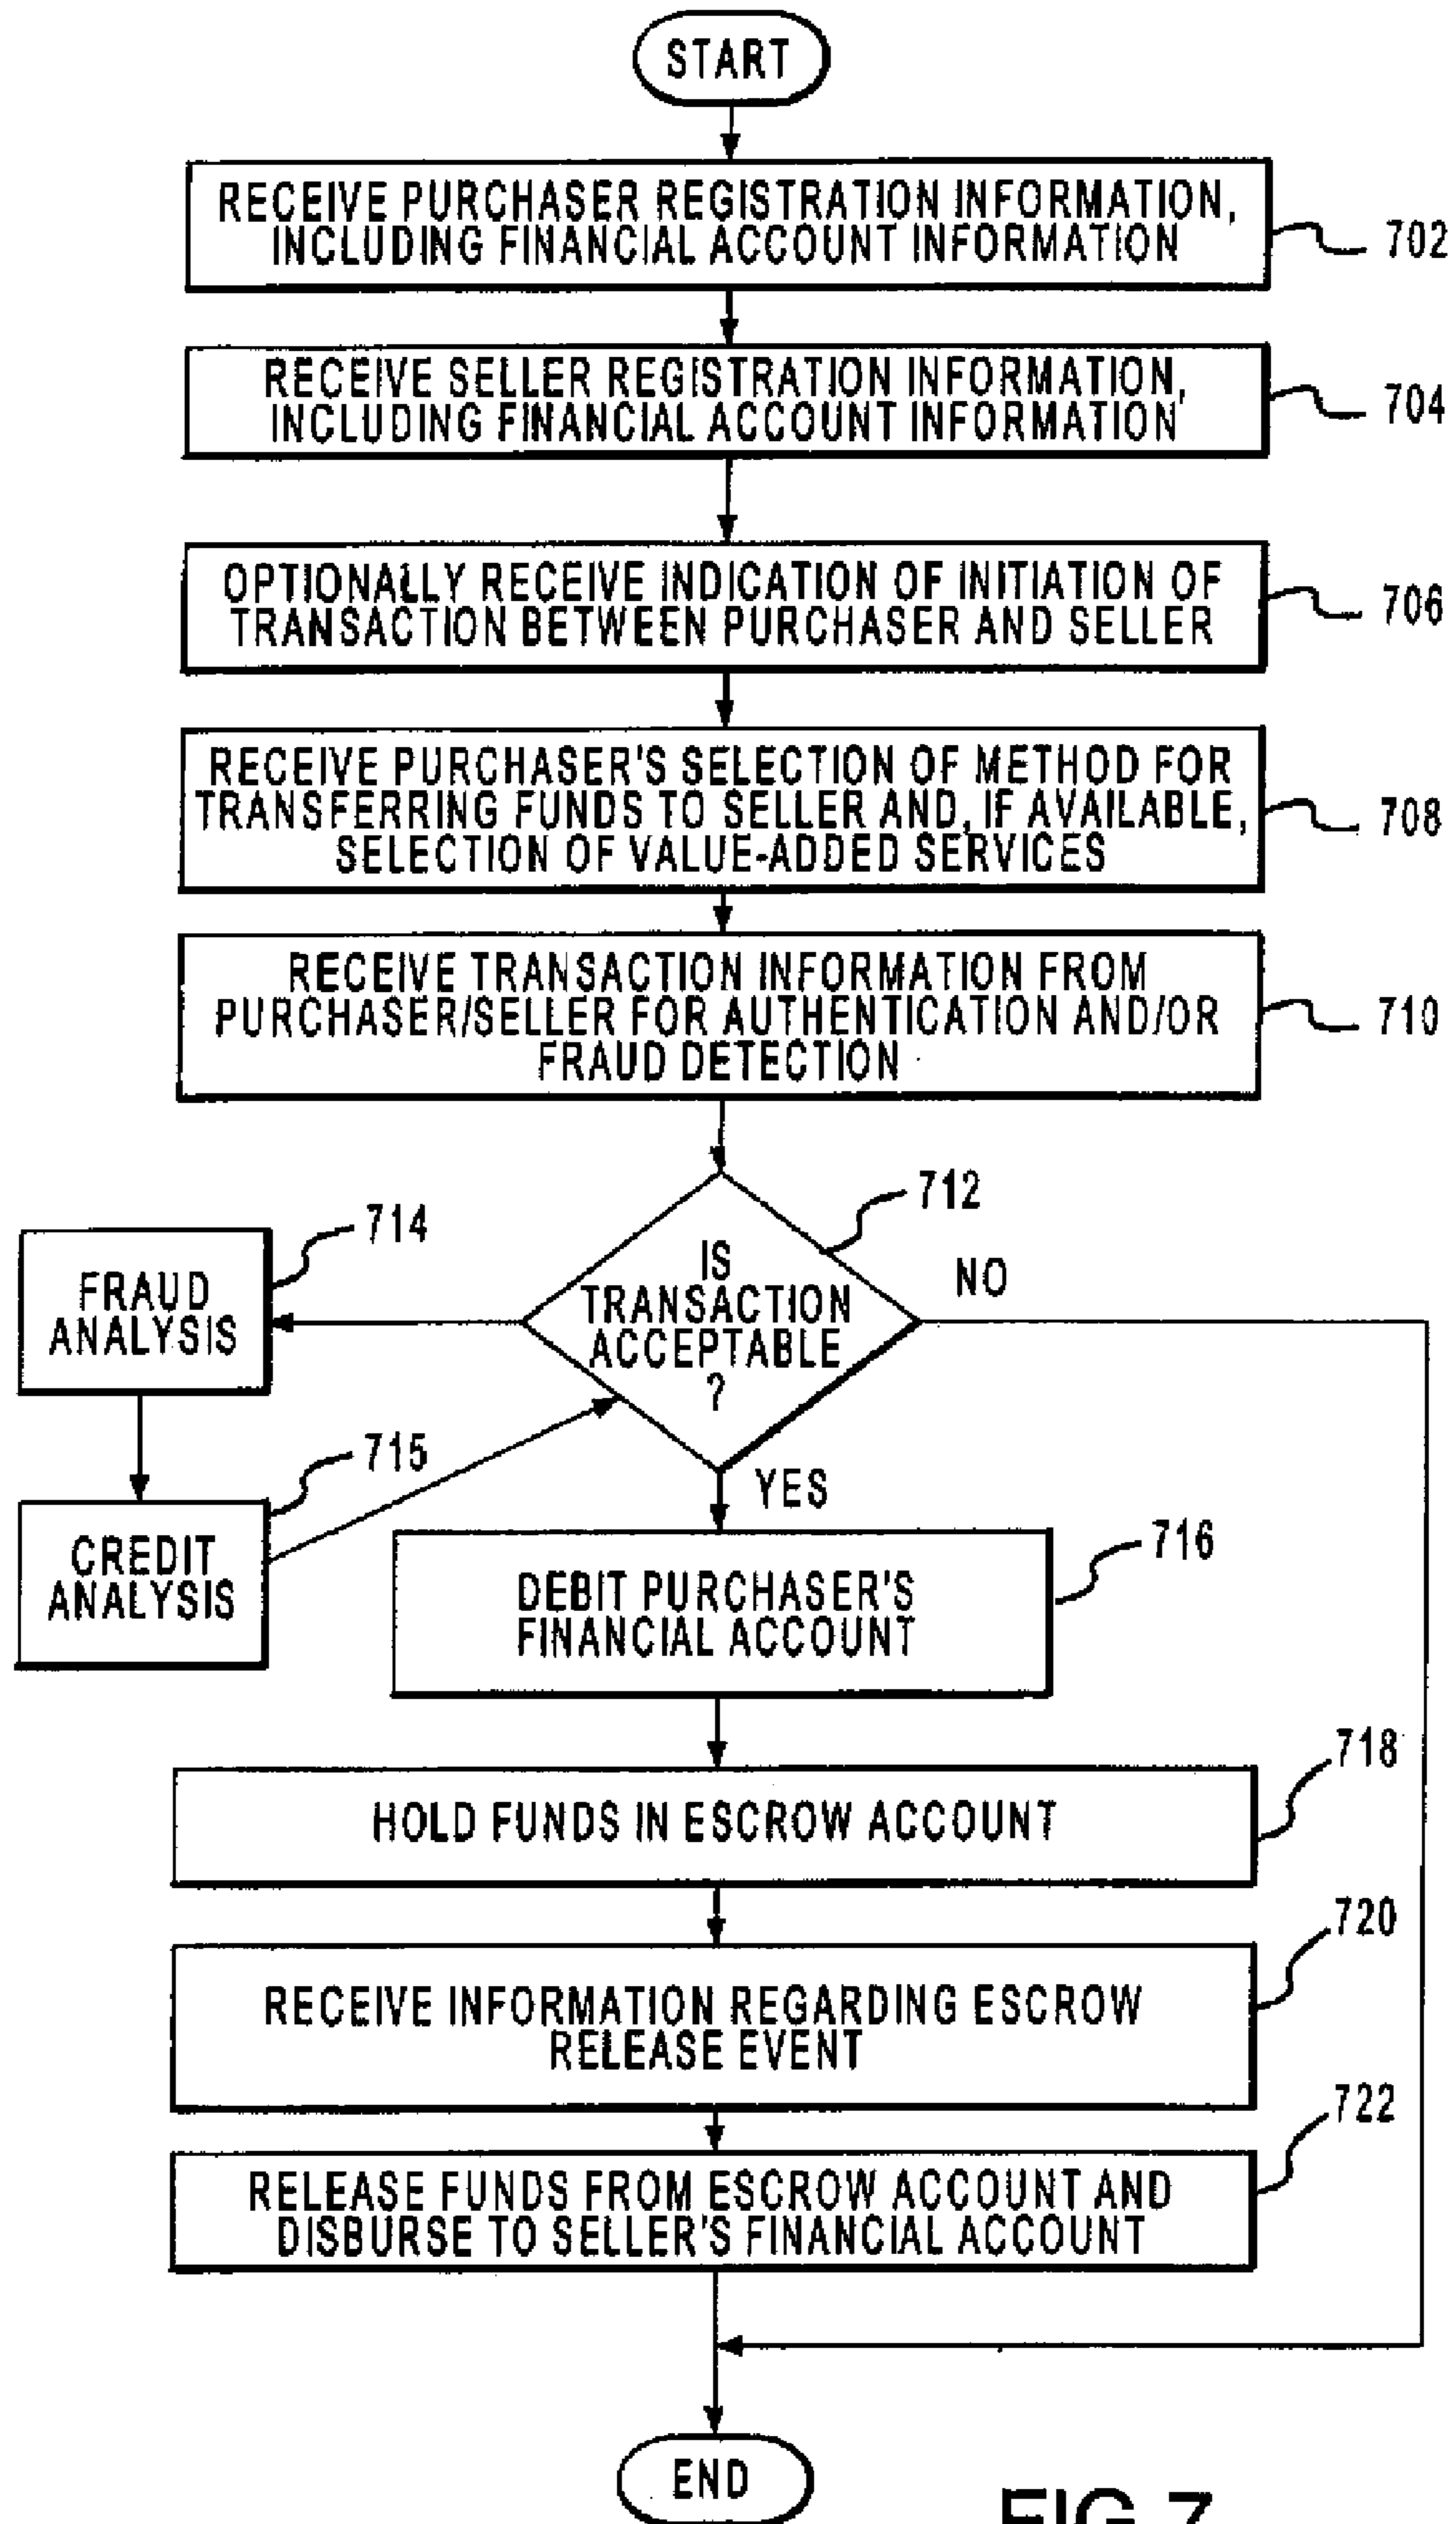 START
RECEIVE PURCHASER REGISTRATION INFORMATION,
INCLUDING FINANCIAL ACCOUNT INFORMATION
702
RECEIVE SELLER REGISTRATION INFORMATION,
INCLUDING FINANCIAL ACCOUNT INFORMATION
704
OPTIONALLY RECEIVE INDICATION OF INITIATION OF
TRANSACTION BETWEEN PURCHASER AND SELLER
706
RECEIVE PURCHASER'S SELECTION OF METHOD FOR
TRANSFERRING FUNDS TO SELLER AND, IF AVAILABLE,
SELECTION OF VALUE-ADDED SERVICES
708
RECEIVE TRANSACTION INFORMATION FROM
PURCHASER/SELLER FOR AUTHENTICATION AND/OR
FRAUD DETECTION
710
712
IS
TRANSACTION
ACCEPTABLE
?
NO
714
FRAUD
ANALYSIS
715
CREDIT
ANALYSIS
YES
716
DEBIT PURCHASER'S
FINANCIAL ACCOUNT
718
HOLD FUNDS IN ESCROW ACCOUNT
720
RECEIVE INFORMATION REGARDING ESCROW
RELEASE EVENT
722
RELEASE FUNDS FROM ESCROW ACCOUNT AND
DISBURSE TO SELLER'S FINANCIAL ACCOUNT
END
FIG.7